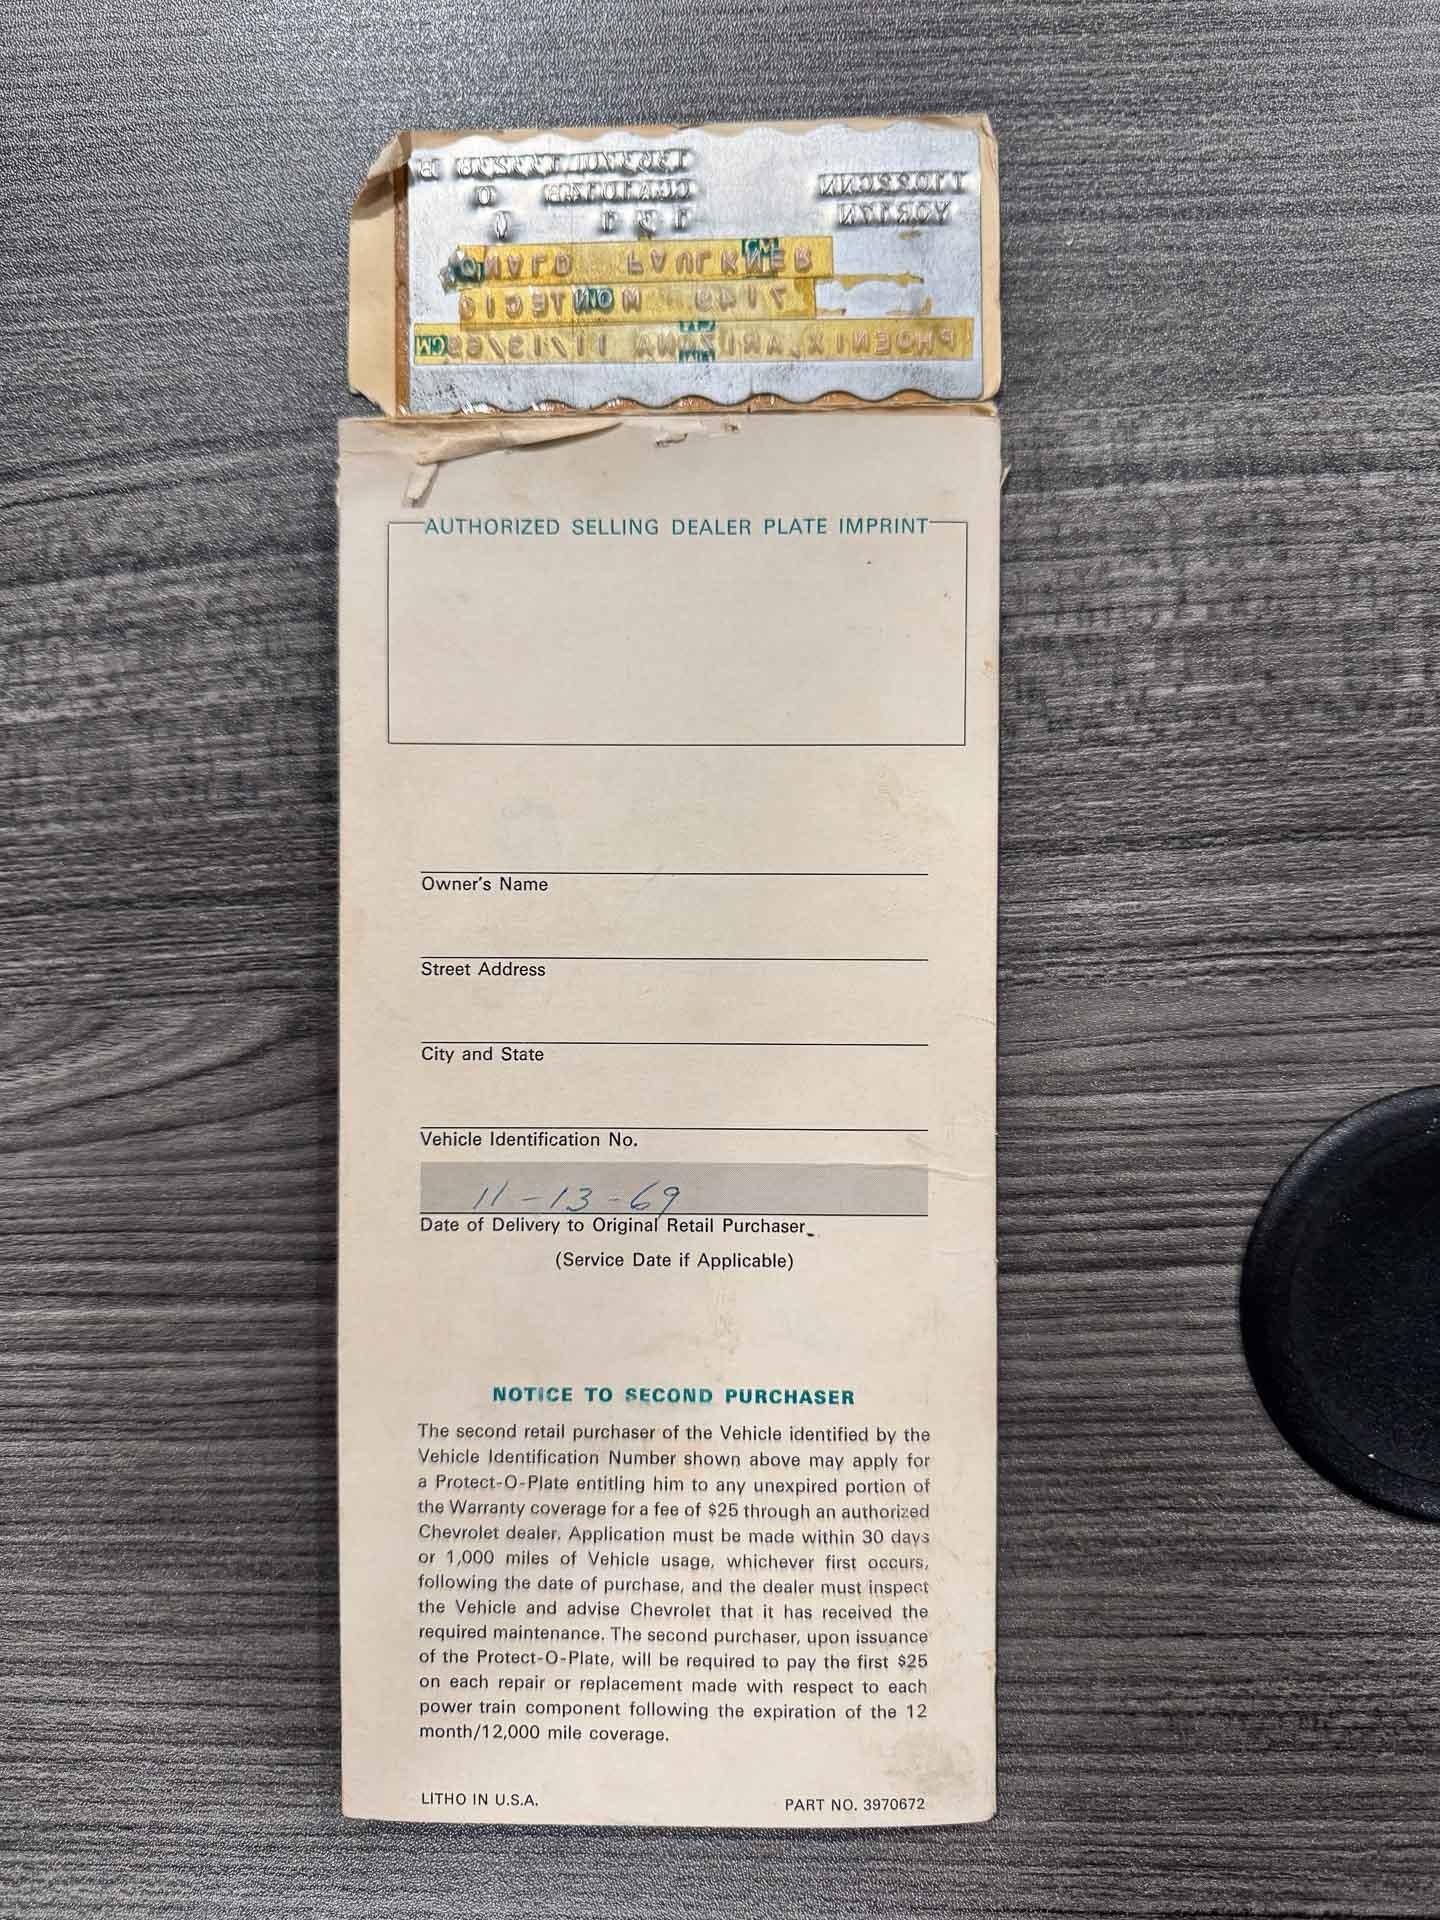 AUTHORIZED SELLING DEALER PLATE IMPRINT
Owner's Name
Street Address
City and State
Vehicle Identification No.
11-13-69
Date of Delivery to Original Retail Purchaser
(Service Date if Applicable)
NOTICE TO SECOND PURCHASER
The second retail purchaser of the Vehicle identified by the
Vehicle Identification Number shown above may apply for
a Protect-O-Plate entitling him to any unexpired portion of
the Warranty coverage for a fee of $25 through an authorized
Chevrolet dealer. Application must be made within 30 days
or 1,000 miles of Vehicle usage, whichever first occurs,
following the date of purchase, and the dealer must inspect
the Vehicle and advise Chevrolet that it has received the
required maintenance. The second purchaser, upon issuance
of the Protect-O-Plate, will be required to pay the first $25
on each repair or replacement made with respect to each
power train component following the expiration of the 12
month/12,000 mile coverage.
LITHO IN U.S.A.
PART NO. 3970672